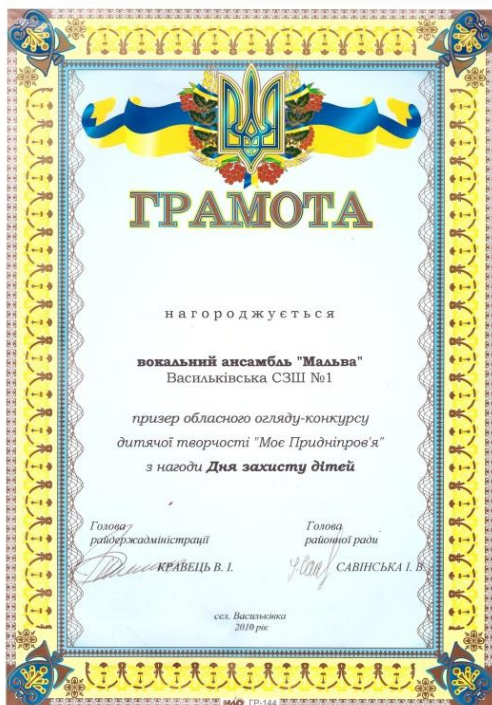 ГРАМОТА
нагороджується
вокальний ансамбль "Мальва"
Васильківська СЗШ №1
призер обласного огляду-конкурсу
дитячої творчості "Моє Придніпров'я"
з нагоди Дня захисту дітей
Голова
райдержадміністрації
КРАВЕЦЬ В. І.
Голова
районної ради
САВІНСЬКА І. В.
сел. Васильківка
2010 рік
ГР-144